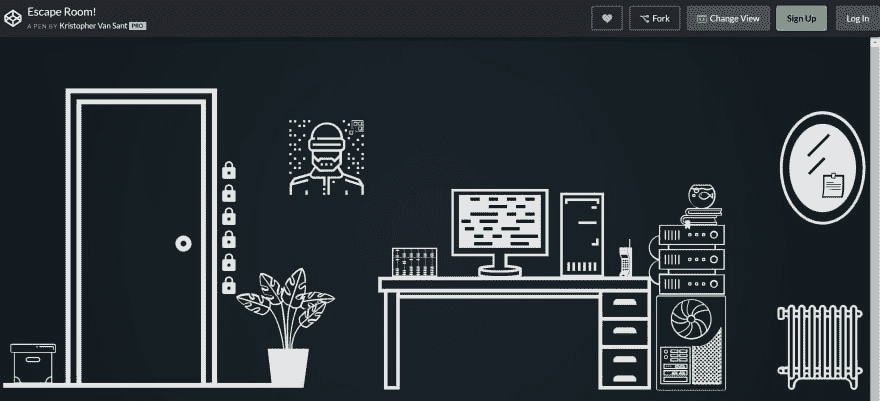 Escape Room!
A PEN BY Kristopher Van Sant PRO
Fork
Change View
Sign Up
Log In